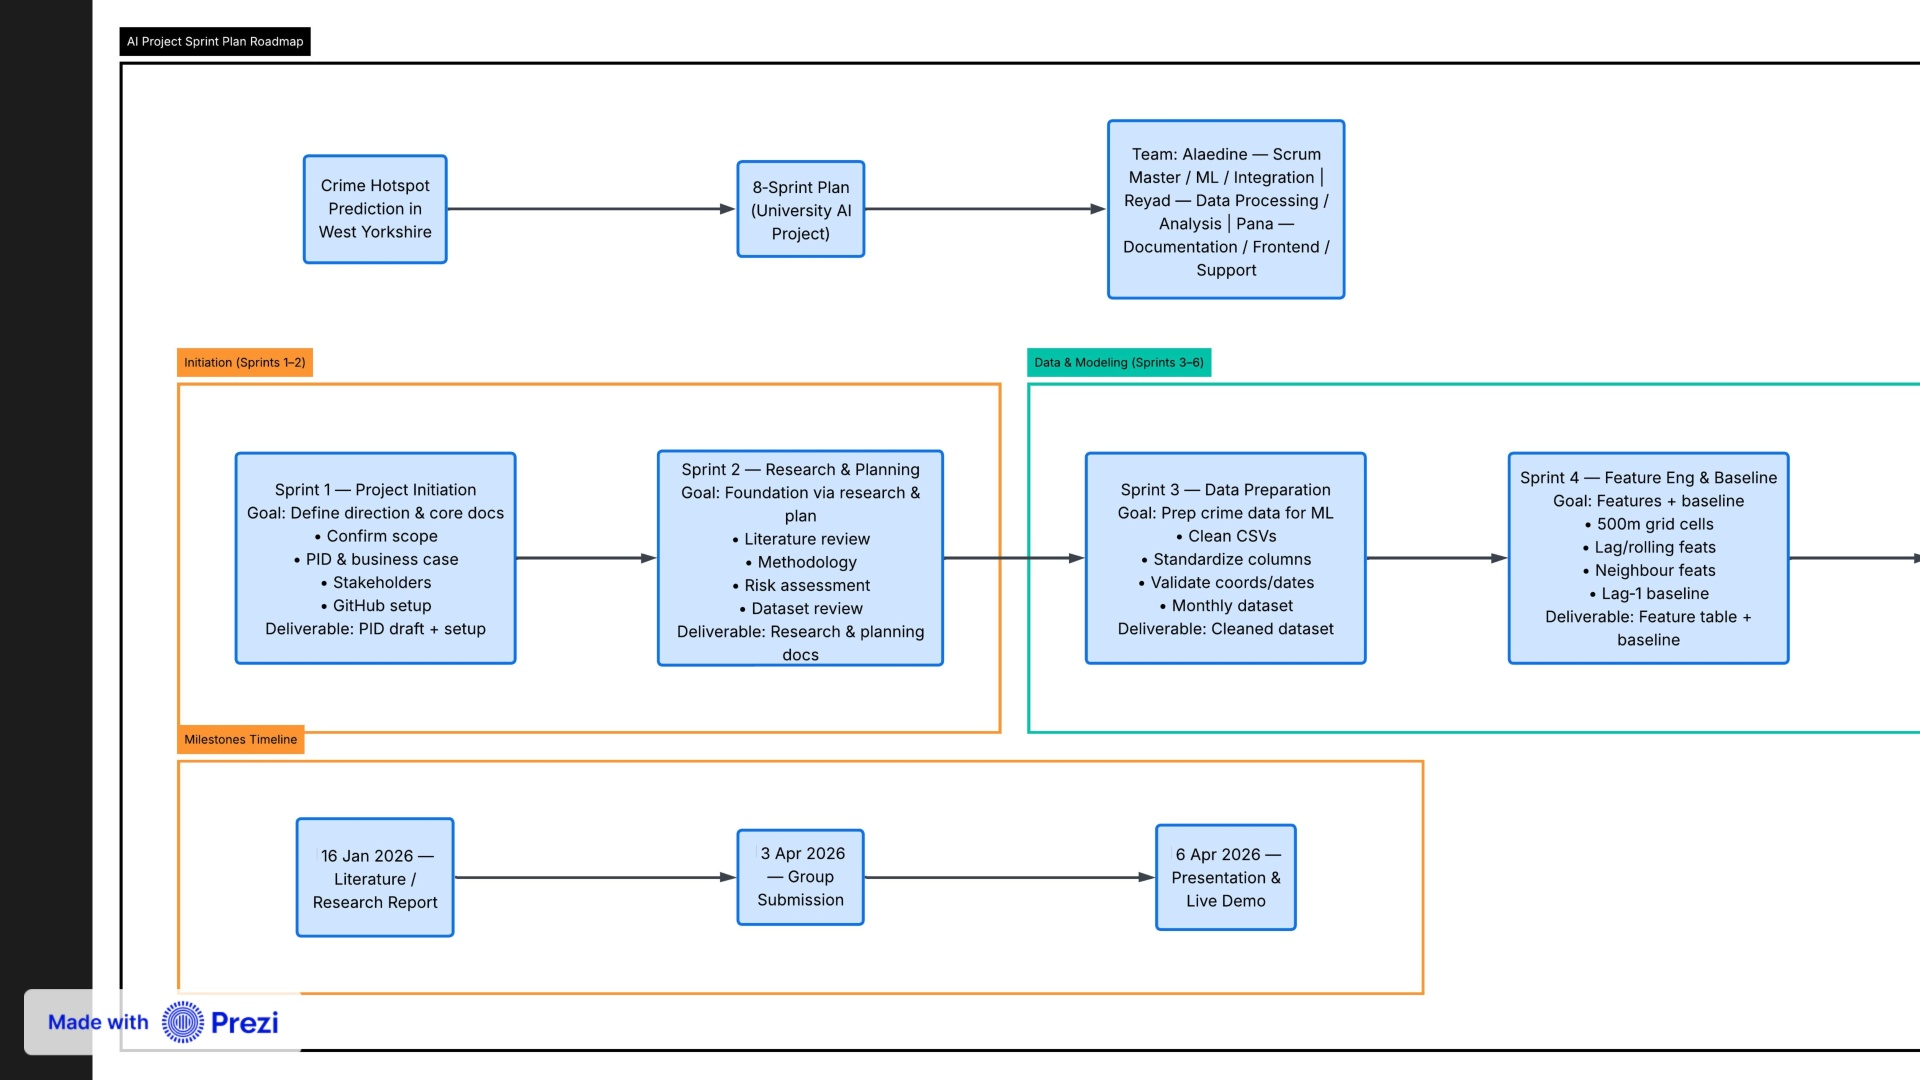 AI Project Sprint Plan Roadmap
Crime Hotspot
Prediction in
West Yorkshire
8-Sprint Plan
(University AI
Project)
Team: Alaedine — Scrum
Master / ML / Integration |
Reyad — Data Processing /
Analysis | Pana —
Documentation / Frontend /
Support
Initiation (Sprints 1–2)
Sprint 1 — Project Initiation
Goal: Define direction & core docs
• Confirm scope
• PID & business case
• Stakeholders
• GitHub setup
Deliverable: PID draft + setup
Sprint 2 — Research & Planning
Goal: Foundation via research &
plan
• Literature review
• Methodology
• Risk assessment
• Dataset review
Deliverable: Research & planning
docs
Data & Modeling (Sprints 3–6)
Sprint 3 — Data Preparation
Goal: Prep crime data for ML
• Clean CSVs
• Standardize columns
• Validate coords/dates
• Monthly dataset
Deliverable: Cleaned dataset
Sprint 4 — Feature Eng & Baseline
Goal: Features + baseline
• 500m grid cells
• Lag/rolling feats
• Neighbour feats
• Lag-1 baseline
Deliverable: Feature table +
baseline
Milestones Timeline
16 Jan 2026 —
Literature /
Research Report
3 Apr 2026
— Group
Submission
6 Apr 2026 —
Presentation &
Live Demo
Made with Prezi